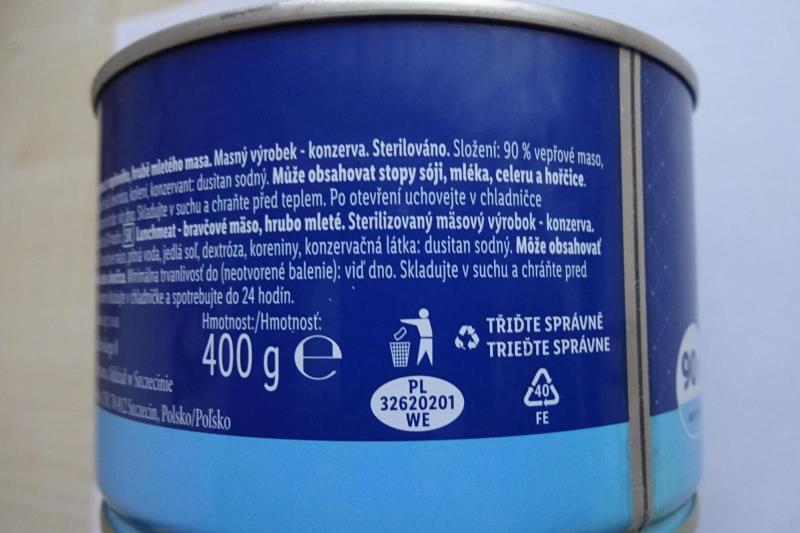 hrubě mletého masa. Masný výrobek - konzerva. Sterilováno. Složení: 90 % vepřové maso,
koření, konzervant: dusitan sodný. Může obsahovat stopy sóji, mléka, celeru a hořčice.
dno. Skladujte v suchu a chraňte před teplem. Po otevření uchovejte v chladničce
SK Lunchmeat - bravčové mäso, hrubo mleté. Sterilizovaný mäsový výrobok - konzerva.
pitná voda, jedlá soľ, dextróza, koreniny, konzervačná látka: dusitan sodný. Môže obsahovať
Minimálna trvanlivosť do (neotvorené balenie): viď dno. Skladujte v suchu a chráňte pred
v chladničke a spotrebujte do 24 hodín.
Hmotnost:/Hmotnosť:
400 g e
w Szczecinie
Szczecin, Polsko/Poľsko
TŘIĎTE SPRÁVNĚ
TRIEĎTE SPRÁVNE
PL
32620201
WE
40
FE
90